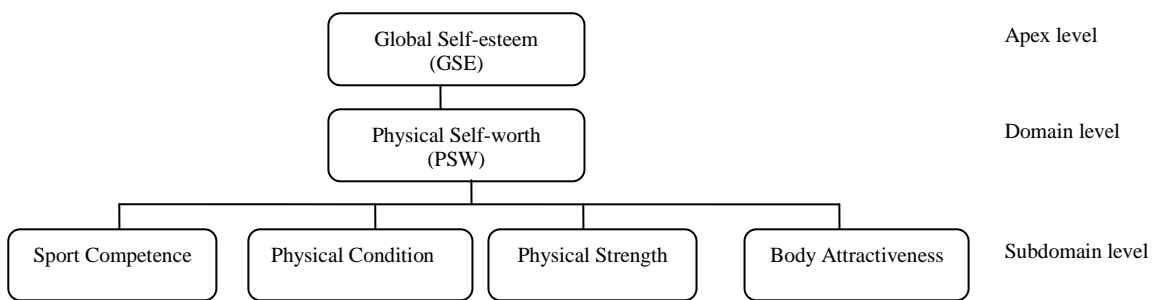 Global Self-esteem
(GSE)
Apex level
Physical Self-worth
(PSW)
Domain level
Sport Competence
Physical Condition
Physical Strength
Body Attractiveness
Subdomain level